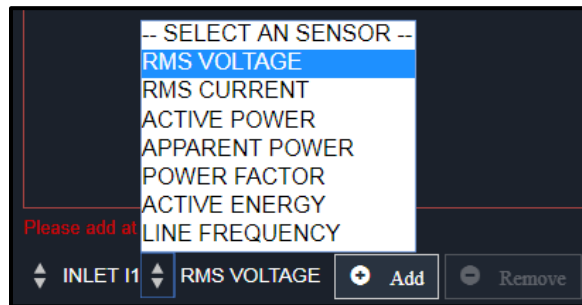 -- SELECT AN SENSOR --
RMS VOLTAGE
RMS CURRENT
ACTIVE POWER
APPARENT POWER
POWER FACTOR
ACTIVE ENERGY
LINE FREQUENCY
Please add at
INLET I1 RMS VOLTAGE Add Remove